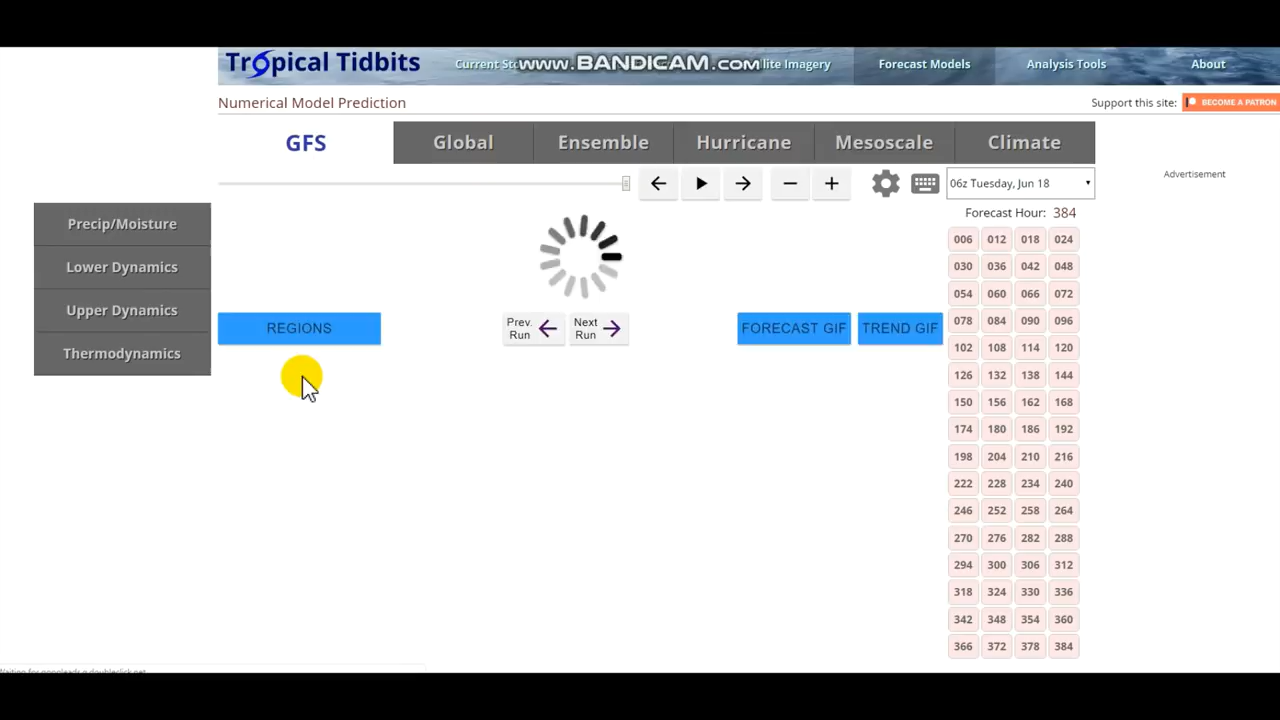 Tropical Tidbits
Current Sto
www.BANDICAM.com
lite Imagery
Forecast Models
Analysis Tools
About
Numerical Model Prediction
Support this site:
BECOME A PATRON
GFS
Global
Ensemble
Hurricane
Mesoscale
Climate
06z Tuesday, Jun 18
Advertisement
Forecast Hour: 384
Precip/Moisture
Lower Dynamics
Upper Dynamics
Thermodynamics
REGIONS
Prev. Run
Next Run
FORECAST GIF
TREND GIF
006 012 018 024
030 036 042 048
054 060 066 072
078 084 090 096
102 108 114 120
126 132 138 144
150 156 162 168
174 180 186 192
198 204 210 216
222 228 234 240
246 252 258 264
270 276 282 288
294 300 306 312
318 324 330 336
342 348 354 360
366 372 378 384